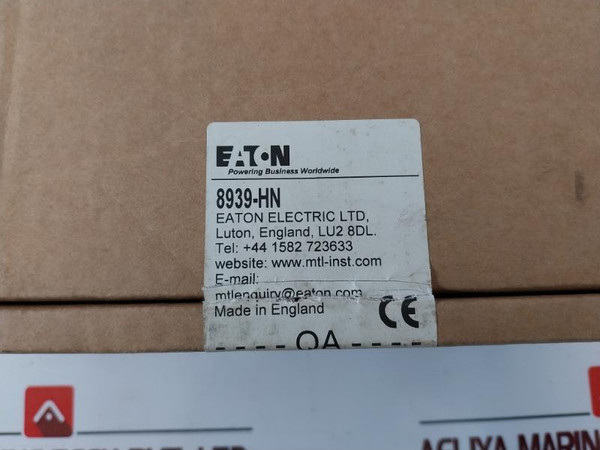 EATON
Powering Business Worldwide
8939-HN
EATON ELECTRIC LTD,
Luton, England, LU2 8DL.
Tel: +44 1582 723633
website: www.mtl-inst.com
E-mail:
mtlenquiry@eaton.com
Made in England CE
- - - - QA - - - -